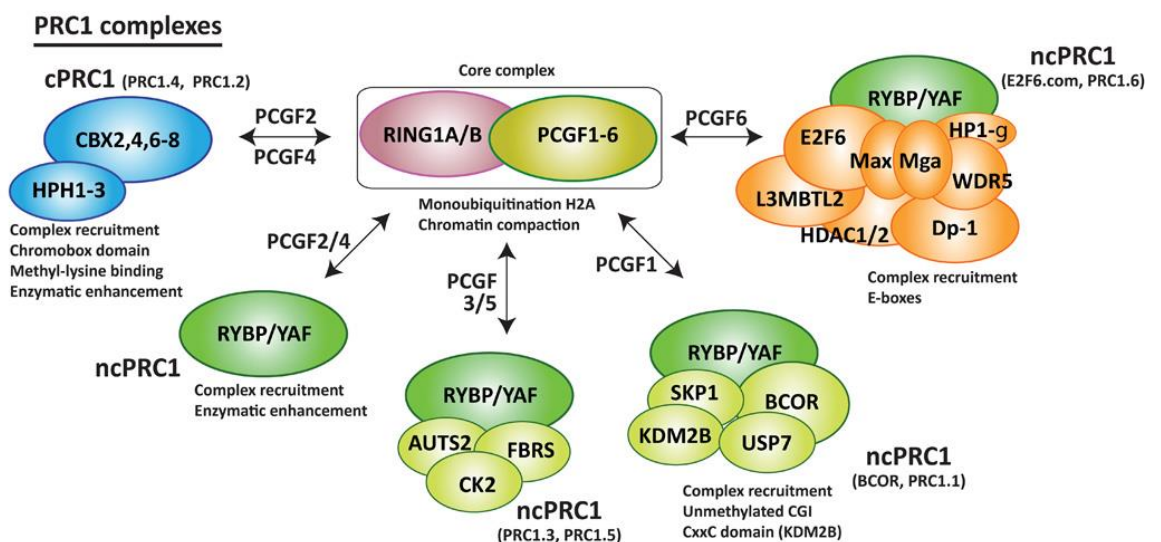 PRC1 complexes
cPRC1 (PRC1.4, PRC1.2)
CBX2,4,6-8
HPH1-3
Complex recruitment
Chromobox domain
Methyl-lysine binding
Enzymatic enhancement
PCGF2
PCGF4
Core complex
RING1A/B
PCGF1-6
Monoubiquitination H2A
Chromatin compaction
PCGF6
ncPRC1
(E2F6.com, PRC1.6)
RYBP/YAF
E2F6
HP1-g
Max
Mga
WDR5
L3MBTL2
HDAC1/2
Dp-1
Complex recruitment
E-boxes
PCGF2/4
RYBP/YAF
ncPRC1
Complex recruitment
Enzymatic enhancement
PCGF
3/5
RYBP/YAF
AUTS2
FBRS
CK2
ncPRC1
(PRC1.3, PRC1.5)
PCGF1
RYBP/YAF
SKP1
BCOR
KDM2B
USP7
ncPRC1
(BCOR, PRC1.1)
Complex recruitment
Unmethylated CGI
CxxC domain (KDM2B)